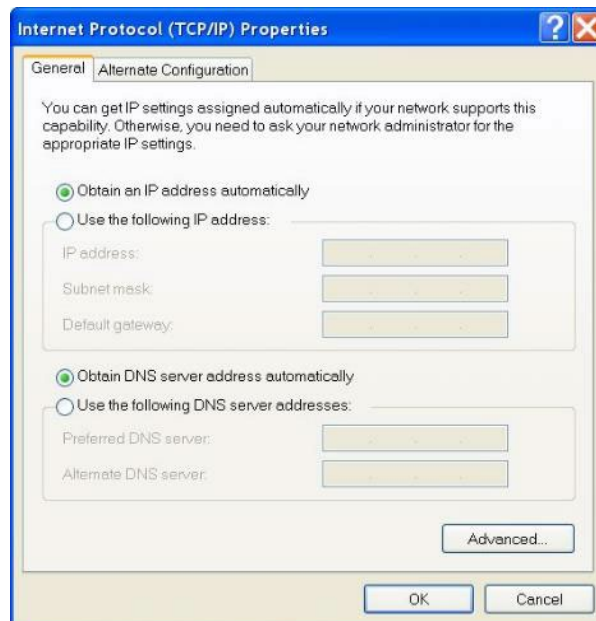 Internet Protocol (TCP/IP) Properties
General
Alternate Configuration
You can get IP settings assigned automatically if your network supports this
capability. Otherwise, you need to ask your network administrator for the
appropriate IP settings.
Obtain an IP address automatically
Use the following IP address:
IP address:
Subnet mask:
Default gateway:
Obtain DNS server address automatically
Use the following DNS server addresses:
Preferred DNS server:
Alternate DNS server:
Advanced...
OK
Cancel